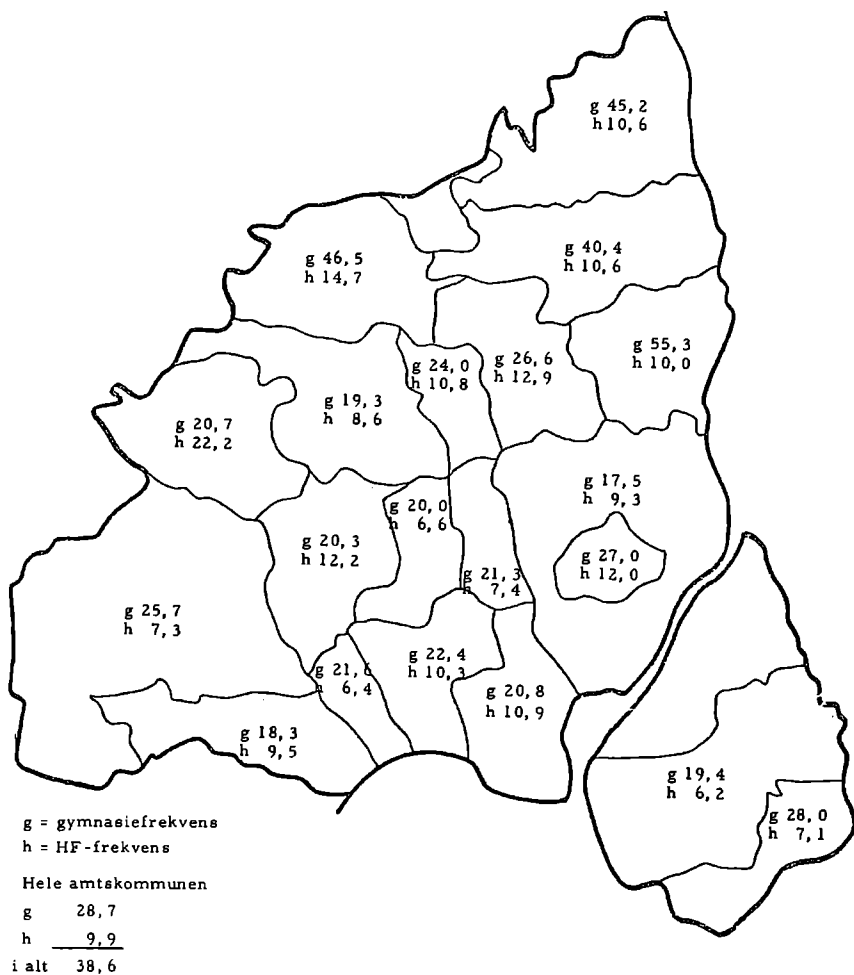 g 45,2
h 10,6
g 40,4
h 10,6
g 46,5
h 14,7
g 55,3
h 10,0
g 26,6
h 12,9
g 24,0
h 10,8
g 19,3
h 8,6
g 20,7
h 22,2
g 17,5
h 9,3
g 20,0
h 6,6
g 20,3
h 12,2
g 27,0
h 12,0
g 21,3
h 7,4
g 25,7
h 7,3
g 22,4
h 10,3
g 21,6
h 6,4
g 20,8
h 10,9
g 18,3
h 9,5
g 19,4
h 6,2
g 28,0
h 7,1
g = gymnasiefrekvens
h = HF-frekvens
Hele amtskommunen
g 28,7
h 9,9
i alt 38,6